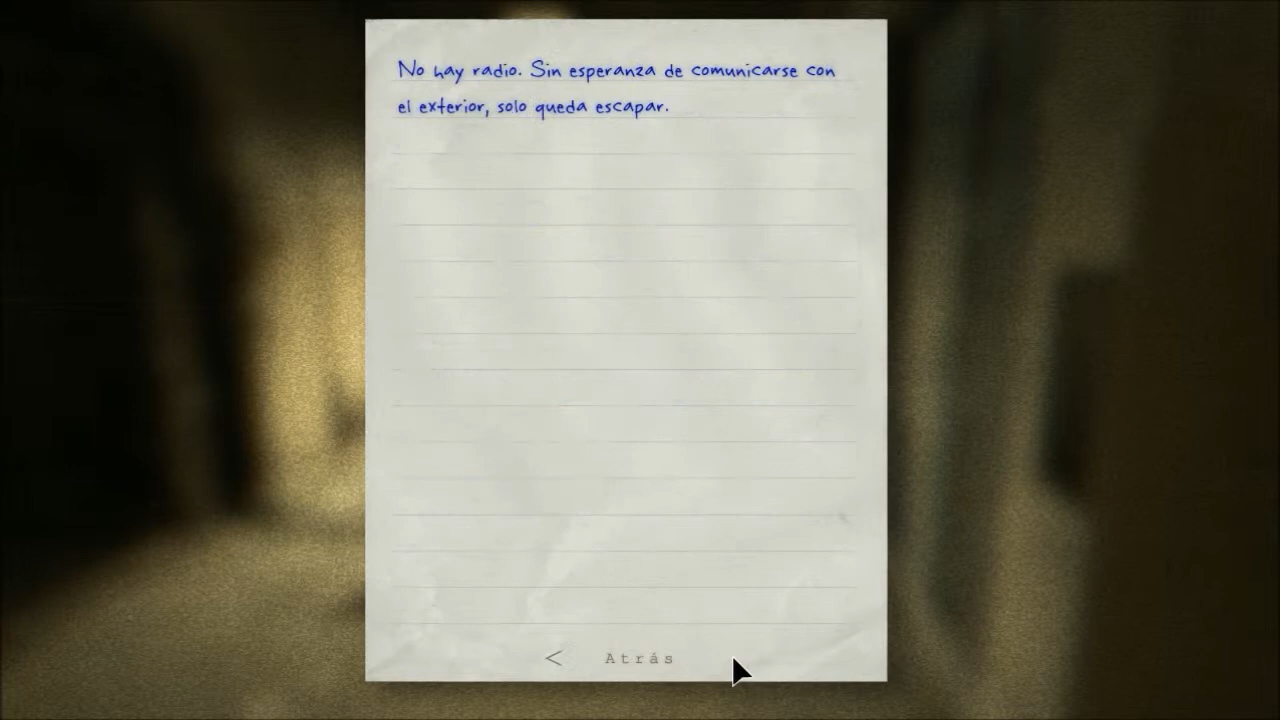 No hay radio. Sin esperanza de comunicarse con
el exterior, solo queda escapar.
< Atrás